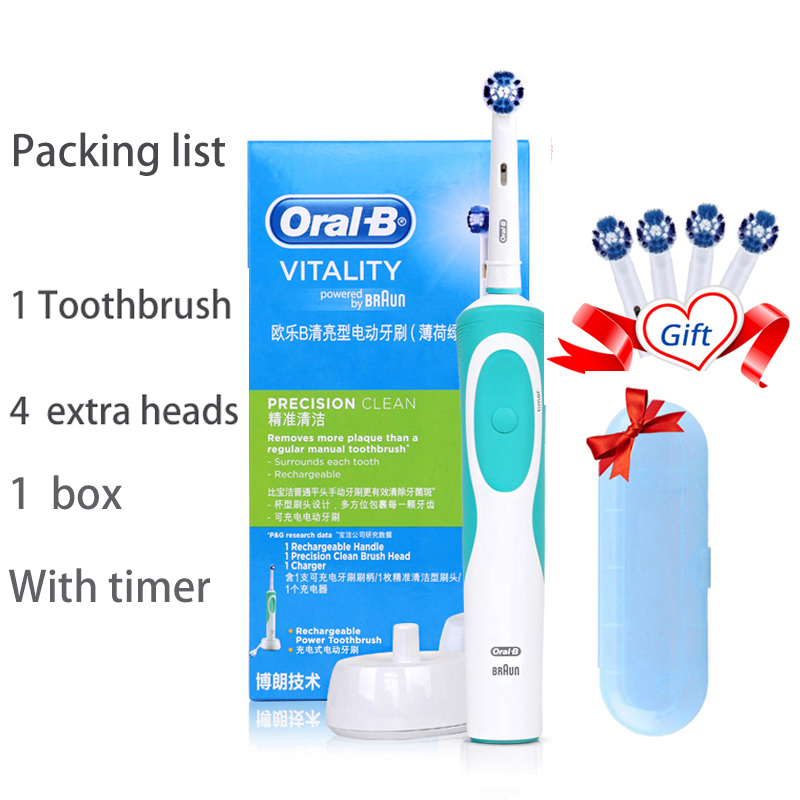 Packing list
1 Toothbrush
4 extra heads
1 box
With timer
Oral-B®
VITALITY
powered by BRAUN
欧乐B清亮型电动牙刷(薄荷绿
PRECISION CLEAN
精准清洁
Removes more plaque than a
regular manual toothbrush*
- Surrounds each tooth
- Rechargeable
比宝洁普通平头手动牙刷更有效清除牙菌斑*
- 杯型刷头设计,多方位包裹每一颗牙齿
- 可充电电动牙刷
*P&G research data *宝洁公司研究数据
1 Rechargeable Handle
1 Precision Clean Brush Head
1 Charger
含1支可充电牙刷刷柄/1枚精准清洁型刷头/
1个充电器
Rechargeable
Power Toothbrush
充电式电动牙刷
博朗技术
Oral-B
timer
Oral-B
BRAUN
Gift